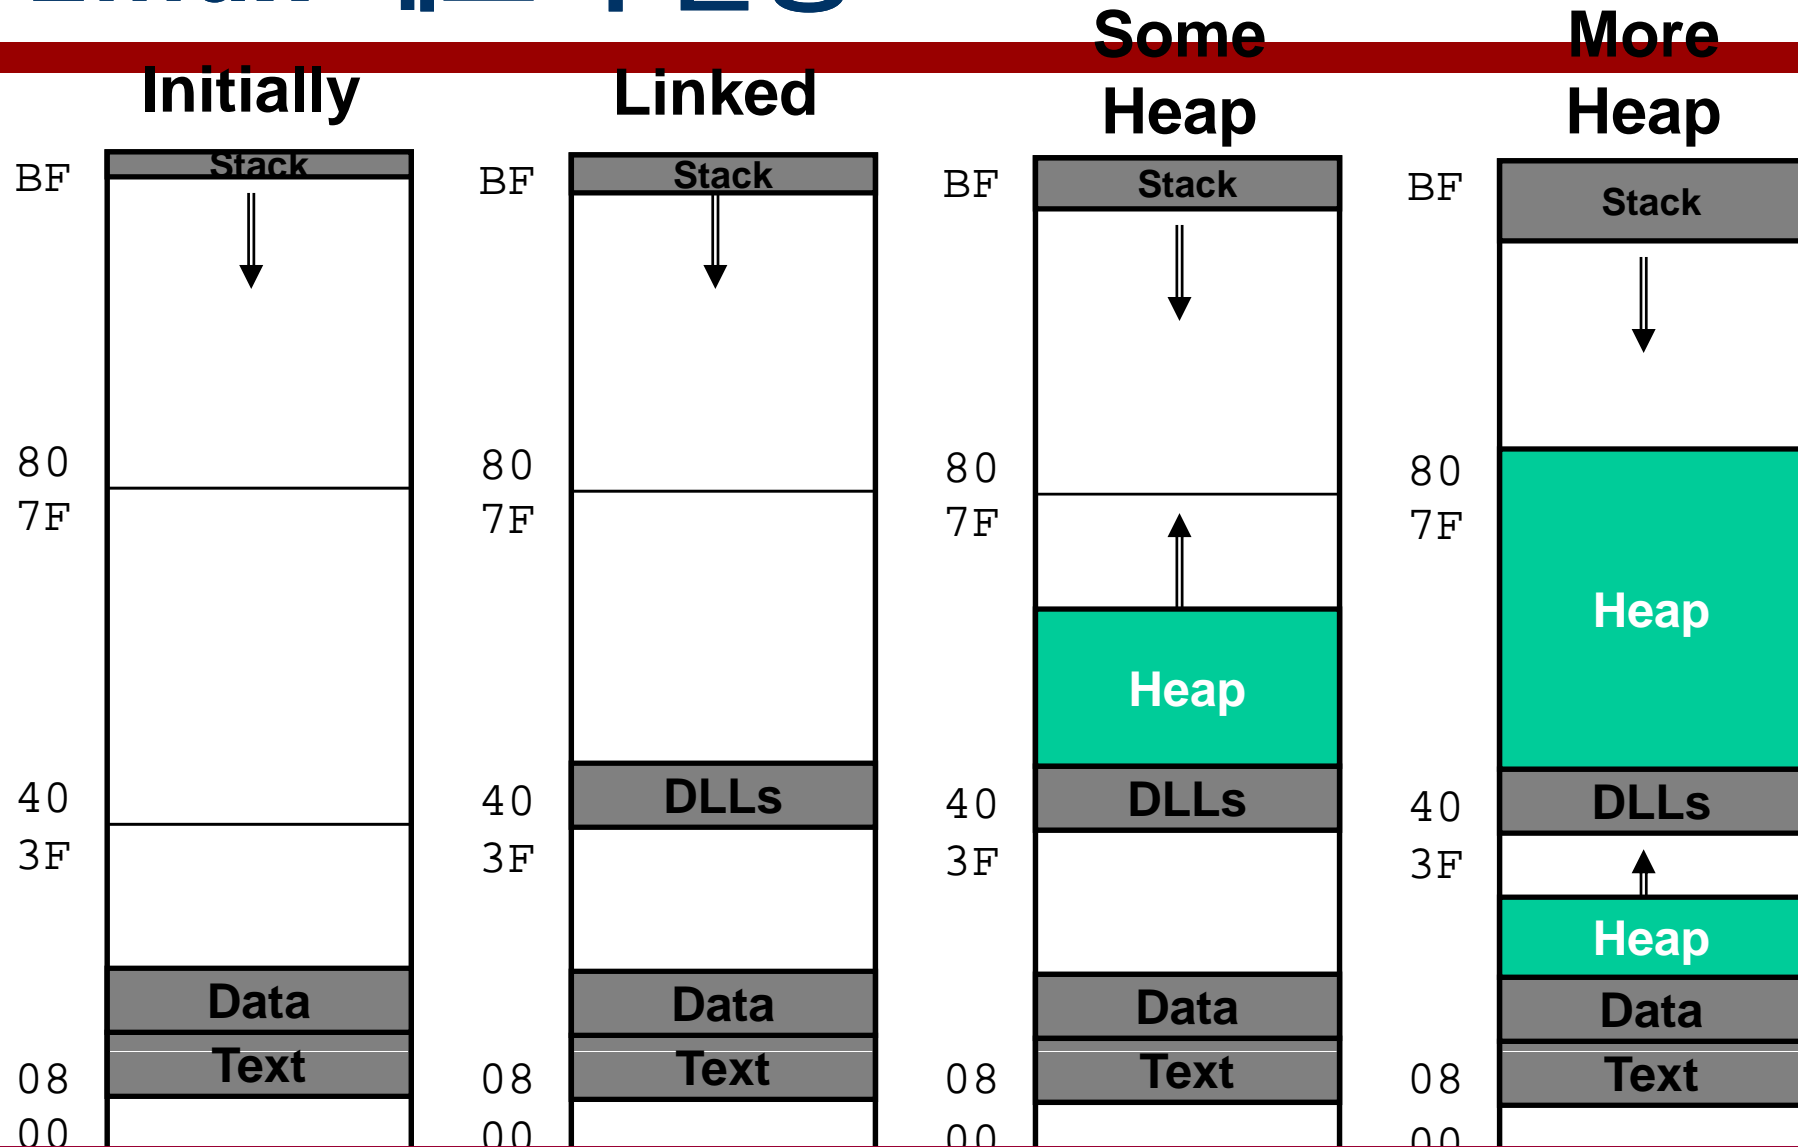 Initially
BF
Stack
80
7F
40
3F
Data
Text
08
00
Linked
BF
Stack
80
7F
DLLs
40
3F
Data
Text
08
00
Some
Heap
BF
Stack
80
7F
Heap
DLLs
40
3F
Data
Text
08
00
More
Heap
BF
Stack
80
7F
Heap
DLLs
40
3F
Heap
Data
Text
08
00